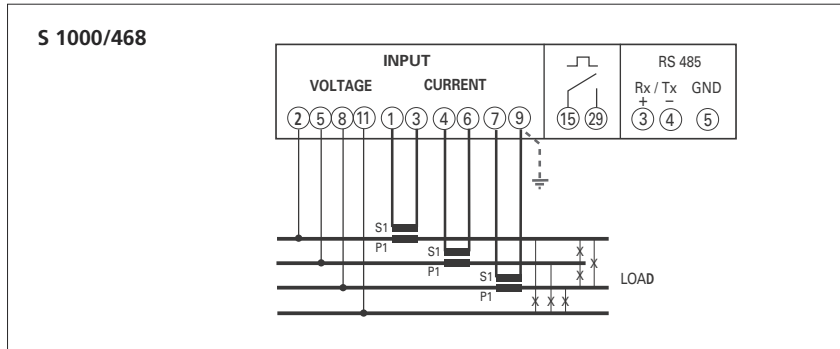 S 1000/468
INPUT
VOLTAGE CURRENT
RS 485
Rx / Tx GND
+ −
2 5 8 11 1 3 4 6 7 9 15 29 3 4 5
S1
P1
S1
P1
S1
P1
X
X
X
X X X
LOAD